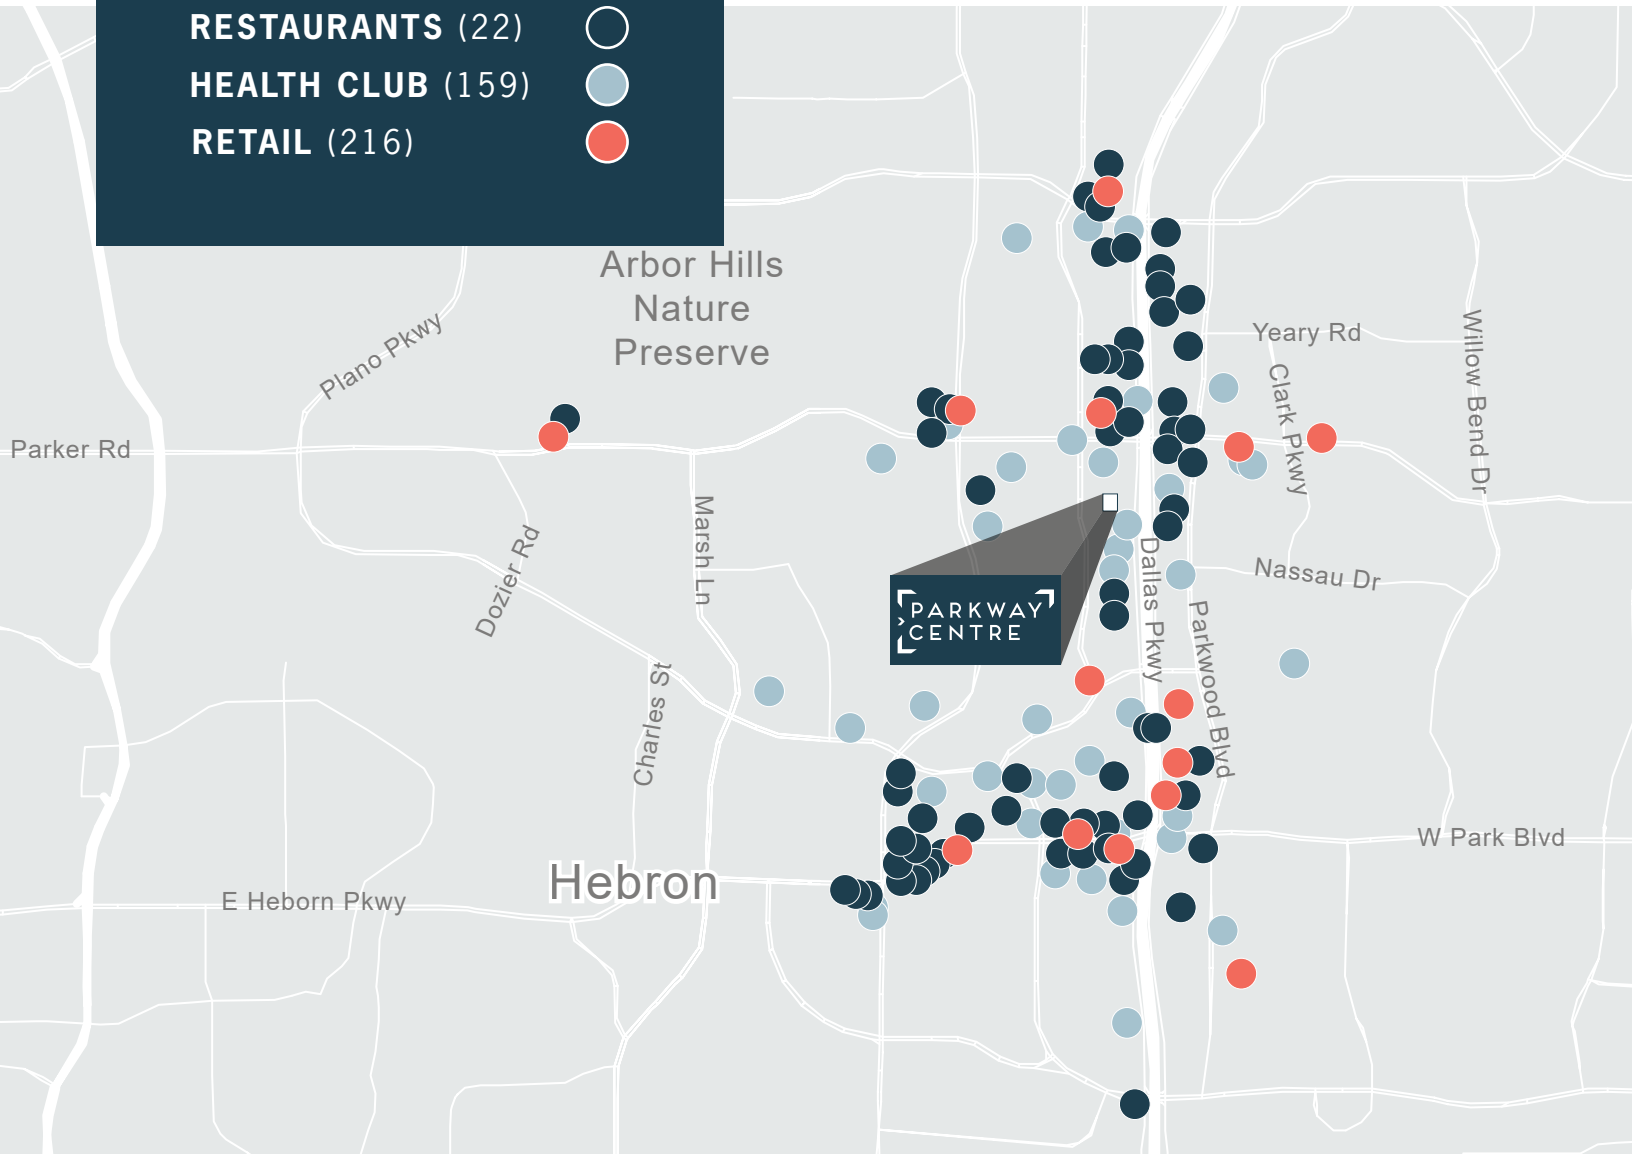 RESTAURANTS (22)
HEALTH CLUB (159)
RETAIL (216)
Arbor Hills
Nature
Preserve
Plano Pkwy
Yeary Rd
Willow Bend Dr
Clark Pkwy
Parker Rd
Marsh Ln
Dozier Rd
Dallas Pkwy
Nassau Dr
PARKWAY
CENTRE
Parkwood Blvd
Charles St
W Park Blvd
Hebron
E Heborn Pkwy